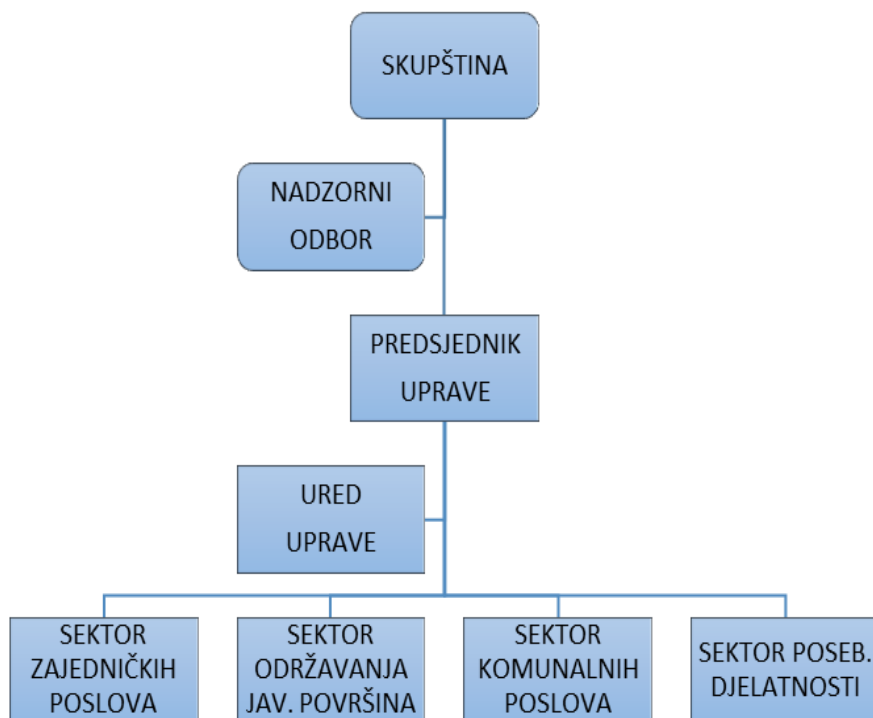 SKUPŠTINA
NADZORNI
ODBOR
PREDSJEDNIK
UPRAVE
URED
UPRAVE
SEKTOR
ZAJEDNIČKIH
POSLOVA
SEKTOR
ODRŽAVANJA
JAV. POVRŠINA
SEKTOR
KOMUNALNIH
POSLOVA
SEKTOR POSEB.
DJELATNOSTI